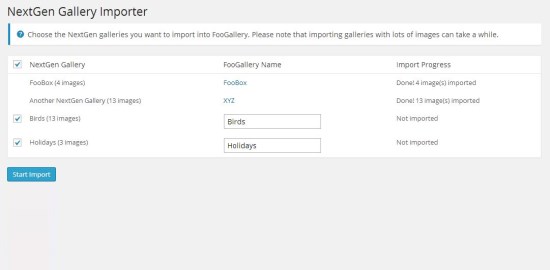 NextGen Gallery Importer
Choose the NextGen galleries you want to import into FooGallery. Please note that importing galleries with lots of images can take a while.
NextGen Gallery FooGallery Name Import Progress
FooBox (4 images) FooBox Done! 4 image(s) imported
Another NextGen Gallery (13 images) XYZ Done! 13 image(s) imported
Birds (13 images) Birds Not imported
Holidays (3 images) Holidays Not imported
Start Import